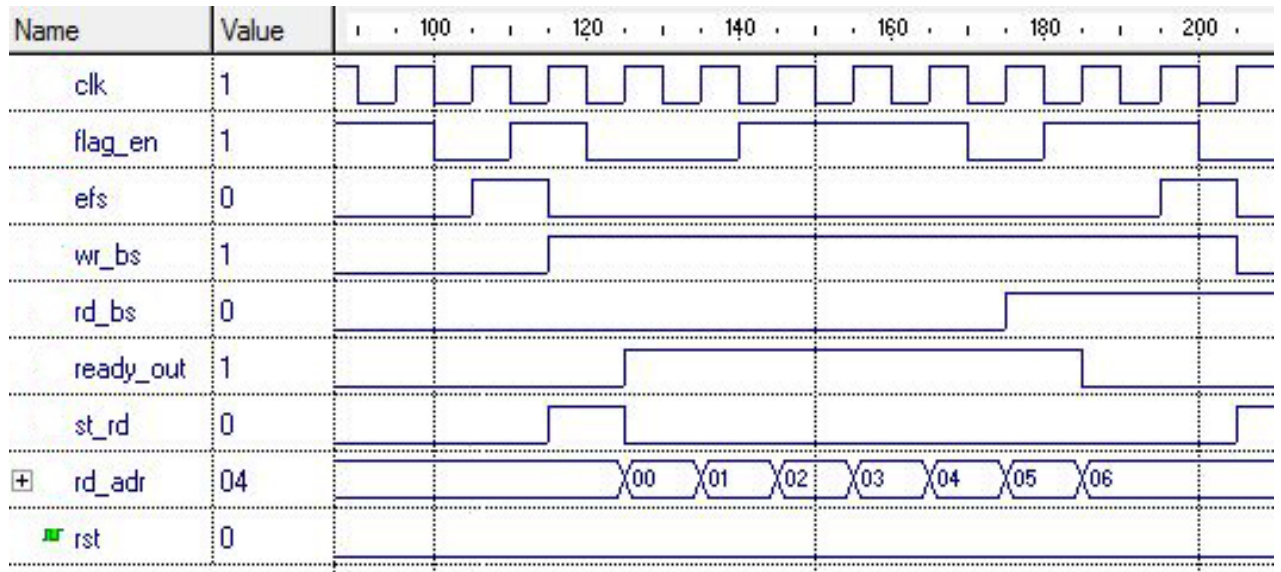 Name Value 100 120 140 160 180 200
clk 1
flag_en 1
efs 0
wr_bs 1
rd_bs 0
ready_out 1
st_rd 0
rd_adr 04 00 01 02 03 04 05 06
rst 0